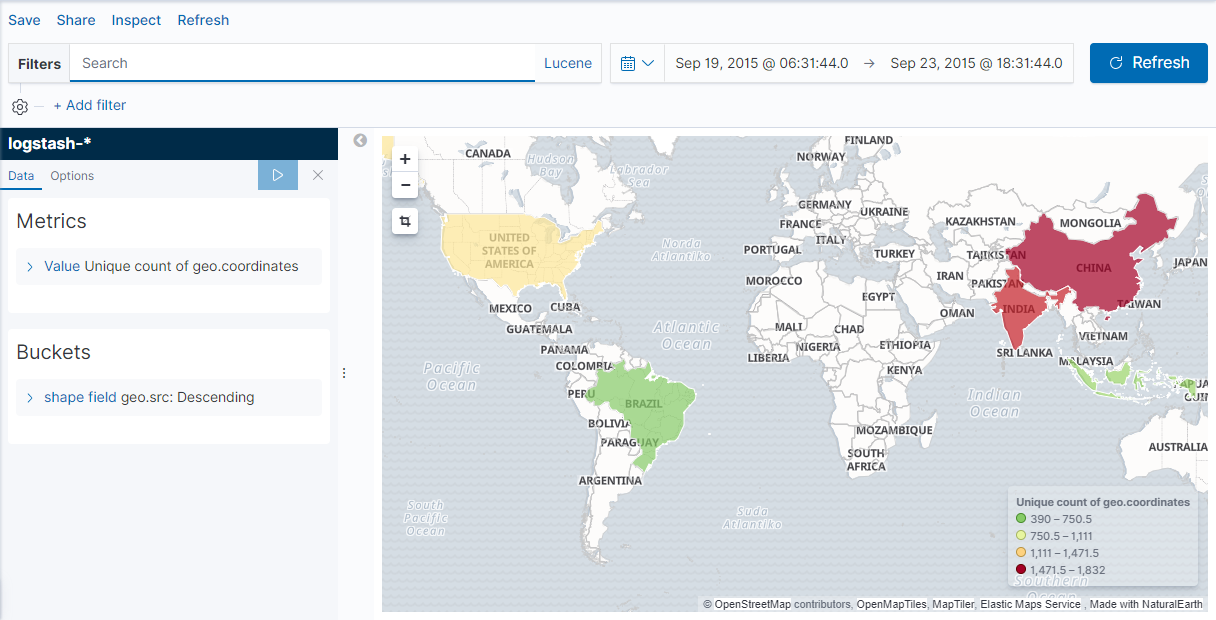 Save Share Inspect Refresh
Filters Search Lucene Sep 19, 2015 @ 06:31:44.0 → Sep 23, 2015 @ 18:31:44.0 Refresh
+ Add filter
logstash-*
Data Options
Metrics
Value Unique count of geo.coordinates
Buckets
shape field geo.src: Descending
+
−
FINLAND
CANADA
NORWAY
Hudson
Bay
Labrador
Sea
GERMANY
UKRAINE
FRANCE
KAZAKHSTAN
MONGOLIA
UNITED
STATES OF
AMERICA
ITALY
Norda
Atlantiko
PORTUGAL
TURKEY
TAJIKISTAN
JAPAN
CHINA
MOROCCO
IRAN
PAKISTAN
EGYPT
MEXICO
CUBA
OMAN
INDIA
TAIWAN
GUATEMALA
Atlantic
Ocean
MALI
CHAD
VIETNAM
PANAMA
NIGERIA
ETHIOPIA
LIBERIA
SRI LANKA
MALAYSIA
COLOMBIA
KENYA
Pacific
Ocean
PERU
BRAZIL
Indian
Ocean
BOLIVIA
PARAGUAY
MOZAMBIQUE
SOUTH
AFRICA
AUSTRALIA
ARGENTINA
South
Pacific
Ocean
Suda
Atlantiko
Unique count of geo.coordinates
390 – 750.5
750.5 – 1,111
1,111 – 1,471.5
1,471.5 – 1,832
Southern
Ocean
© OpenStreetMap contributors, OpenMapTiles, MapTiler, Elastic Maps Service , Made with NaturalEarth